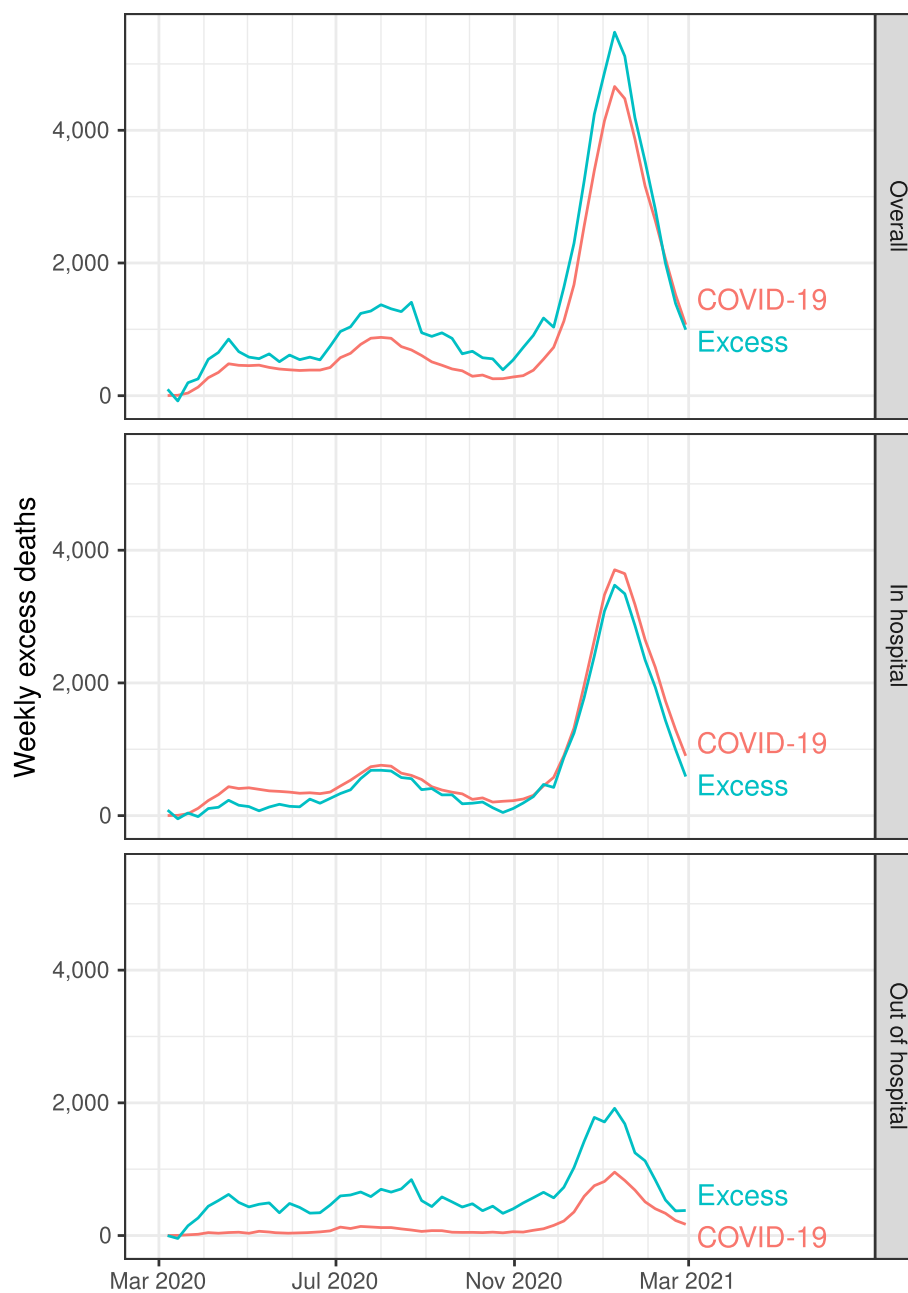 Weekly excess deaths
4,000
2,000
0
COVID-19
Excess
Overall
4,000
2,000
0
COVID-19
Excess
In hospital
4,000
2,000
0
Excess
COVID-19
Out of hospital
Mar 2020 Jul 2020 Nov 2020 Mar 2021